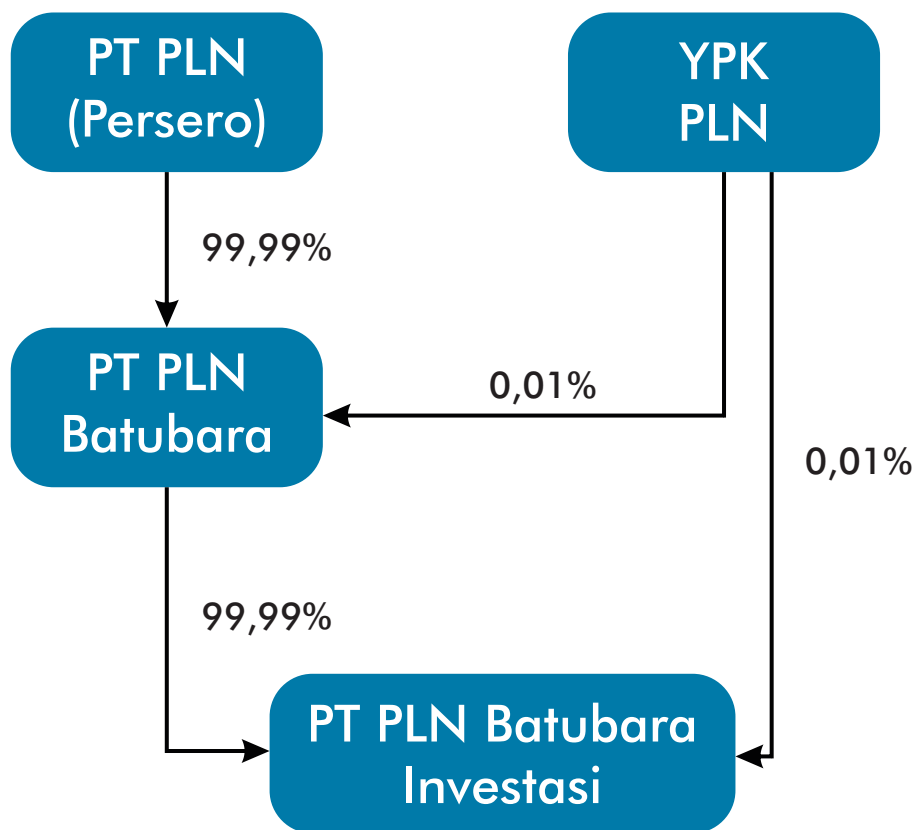 PT PLN
(Persero)
YPK
PLN
99,99%
PT PLN
Batubara
0,01%
0,01%
99,99%
PT PLN Batubara
Investasi